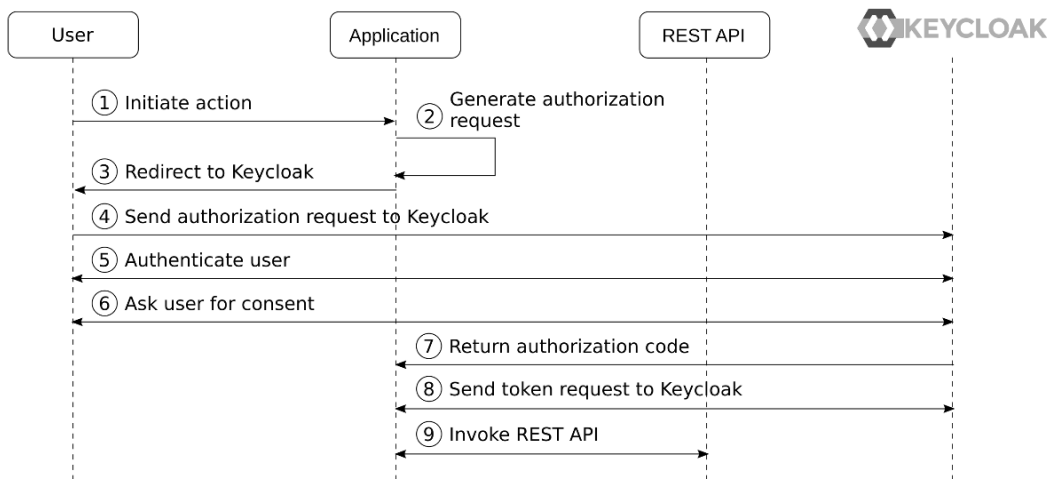 User
Application
REST API
KEYCLOAK
1 Initiate action
2 Generate authorization
request
3 Redirect to Keycloak
4 Send authorization request to Keycloak
5 Authenticate user
6 Ask user for consent
7 Return authorization code
8 Send token request to Keycloak
9 Invoke REST API